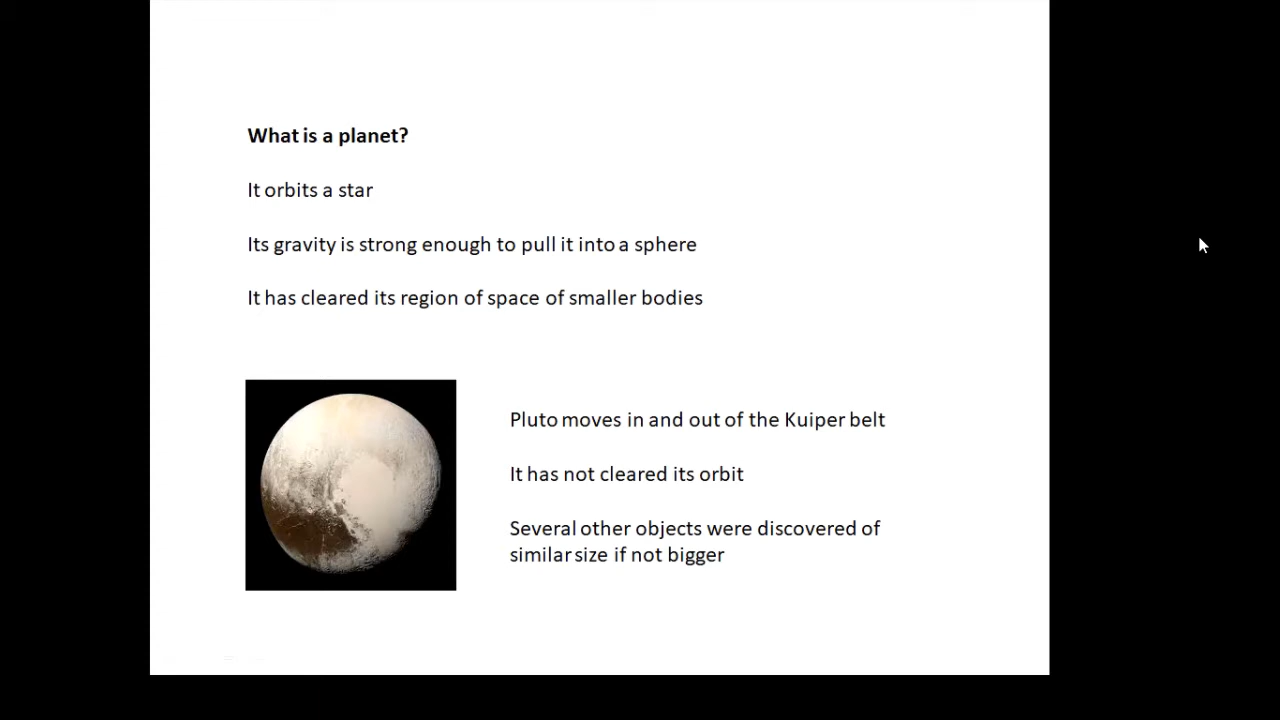 What is a planet?
It orbits a star
Its gravity is strong enough to pull it into a sphere
It has cleared its region of space of smaller bodies
Pluto moves in and out of the Kuiper belt
It has not cleared its orbit
Several other objects were discovered of
similar size if not bigger